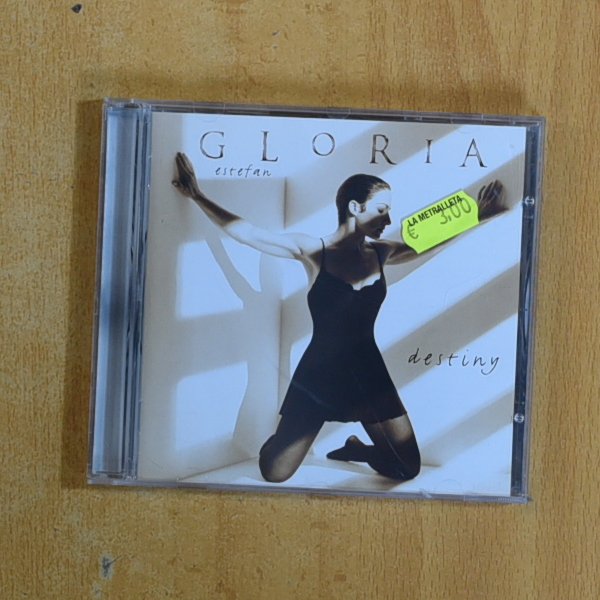 GLORIA
estefan
LA METRALLETA
€ 3,00
destiny